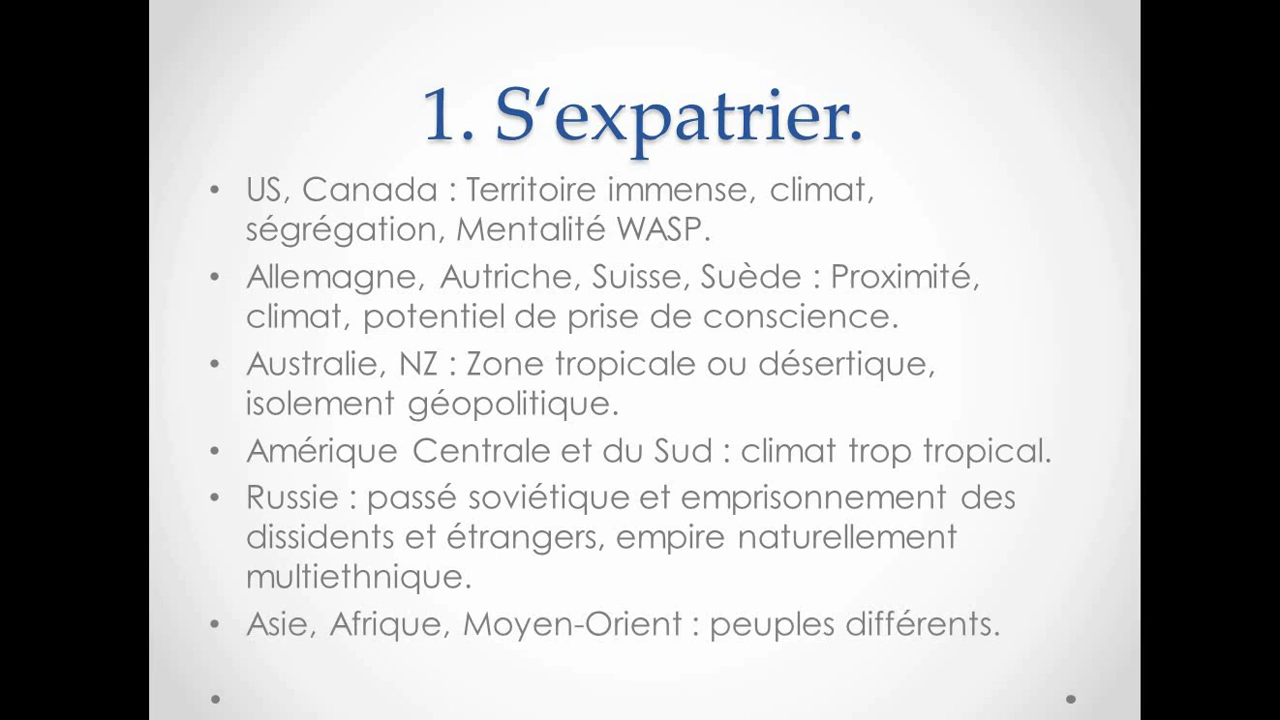 1. S‘expatrier.
• US, Canada : Territoire immense, climat,
ségrégation, Mentalité WASP.
• Allemagne, Autriche, Suisse, Suède : Proximité,
climat, potentiel de prise de conscience.
• Australie, NZ : Zone tropicale ou désertique,
isolement géopolitique.
• Amérique Centrale et du Sud : climat trop tropical.
• Russie : passé soviétique et emprisonnement des
dissidents et étrangers, empire naturellement
multiethnique.
• Asie, Afrique, Moyen-Orient : peuples différents.